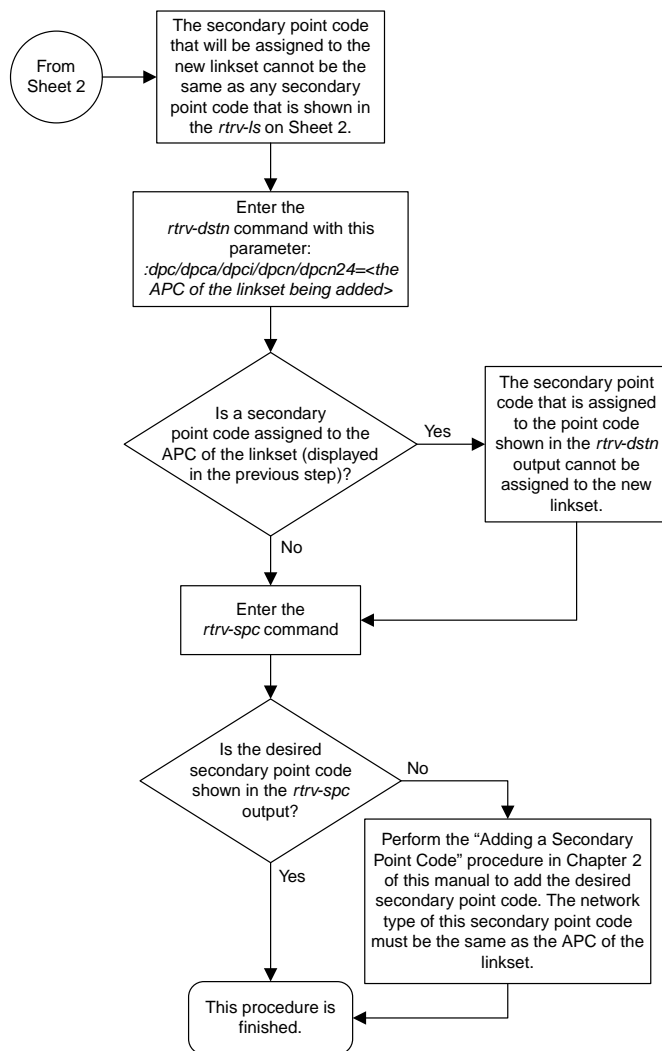 From
Sheet 2
The secondary point code
that will be assigned to the
new linkset cannot be the
same as any secondary
point code that is shown in
the rtrv-ls on Sheet 2.
Enter the
rtrv-dstn command with this
parameter:
:dpc/dpca/dpci/dpcn/dpcn24=<the
APC of the linkset being added>
Is a secondary
point code assigned to the
APC of the linkset (displayed
in the previous step)?
Yes
The secondary point
code that is assigned
to the point code
shown in the rtrv-dstn
output cannot be
assigned to the new
linkset.
No
Enter the
rtrv-spc command
Is the desired
secondary point code
shown in the rtrv-spc
output?
No
Perform the “Adding a Secondary
Point Code” procedure in Chapter 2
of this manual to add the desired
secondary point code. The network
type of this secondary point code
must be the same as the APC of the
linkset.
Yes
This procedure is
finished.